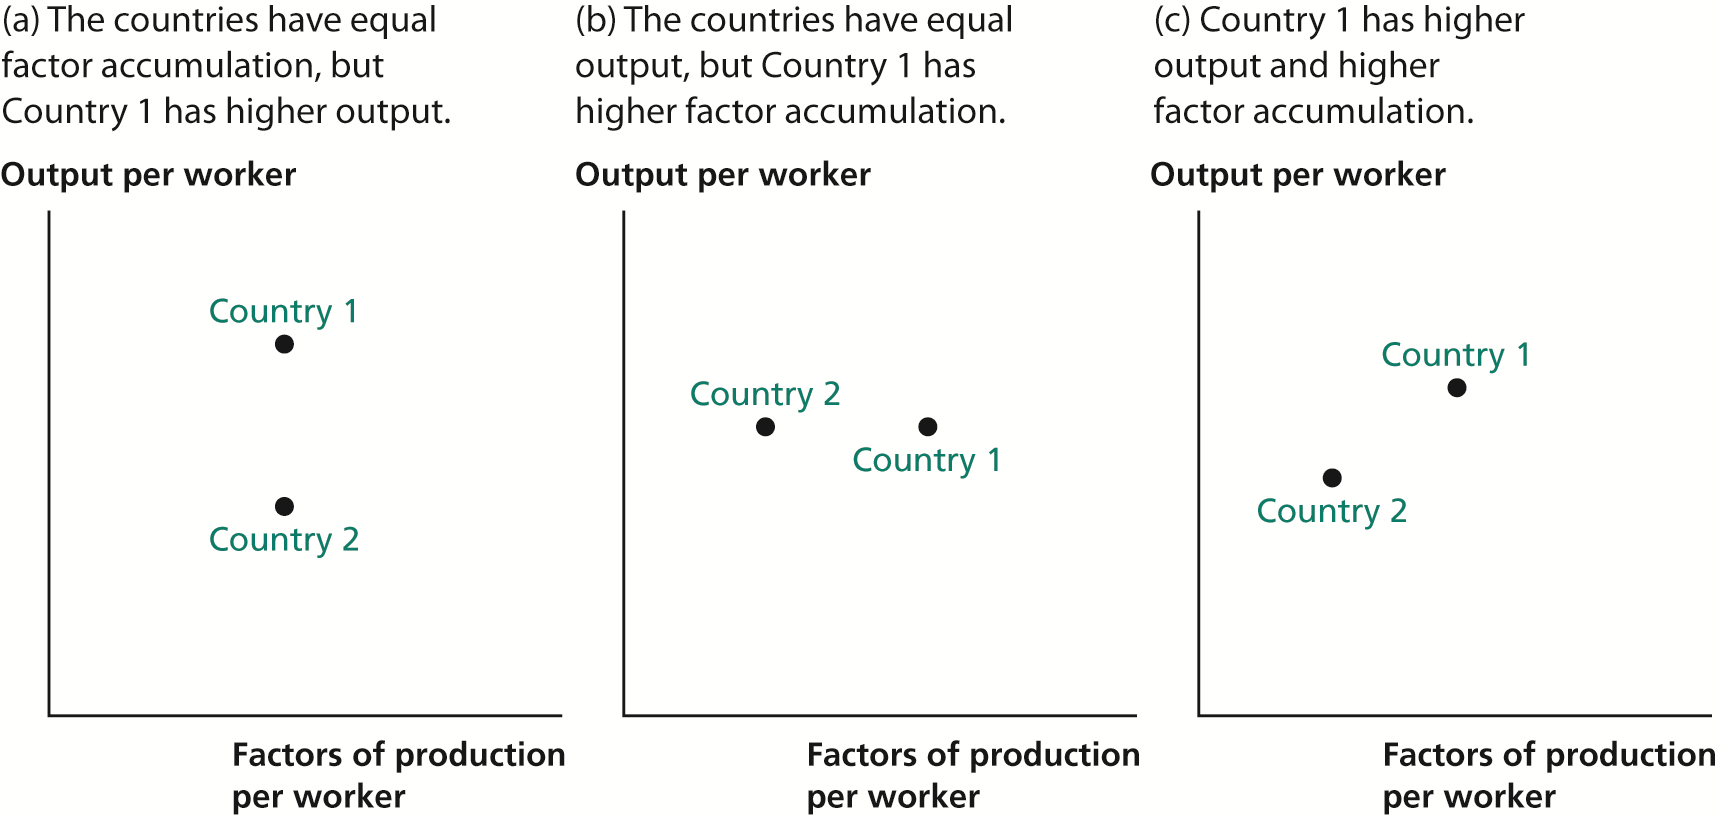 (a) The countries have equal
factor accumulation, but
Country 1 has higher output.
Output per worker
Country 1
Country 2
Factors of production
per worker
(b) The countries have equal
output, but Country 1 has
higher factor accumulation.
Output per worker
Country 2
Country 1
Factors of production
per worker
(c) Country 1 has higher
output and higher
factor accumulation.
Output per worker
Country 1
Country 2
Factors of production
per worker